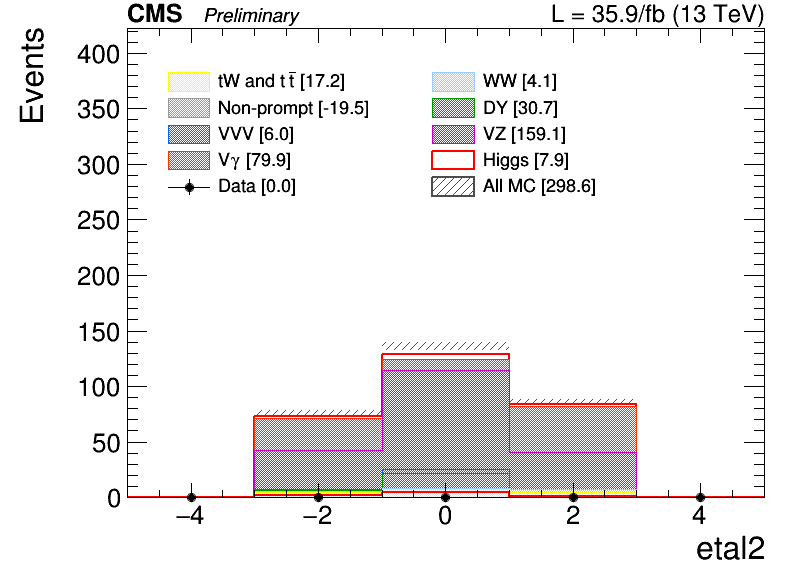 CMS Preliminary L = 35.9/fb (13 TeV)
Events
400
350
300
250
200
150
100
50
0
tW and t t̄ [17.2]
Non-prompt [-19.5]
VVV [6.0]
Vγ [79.9]
Data [0.0]
WW [4.1]
DY [30.7]
VZ [159.1]
Higgs [7.9]
All MC [298.6]
−4 −2 0 2 4
etal2